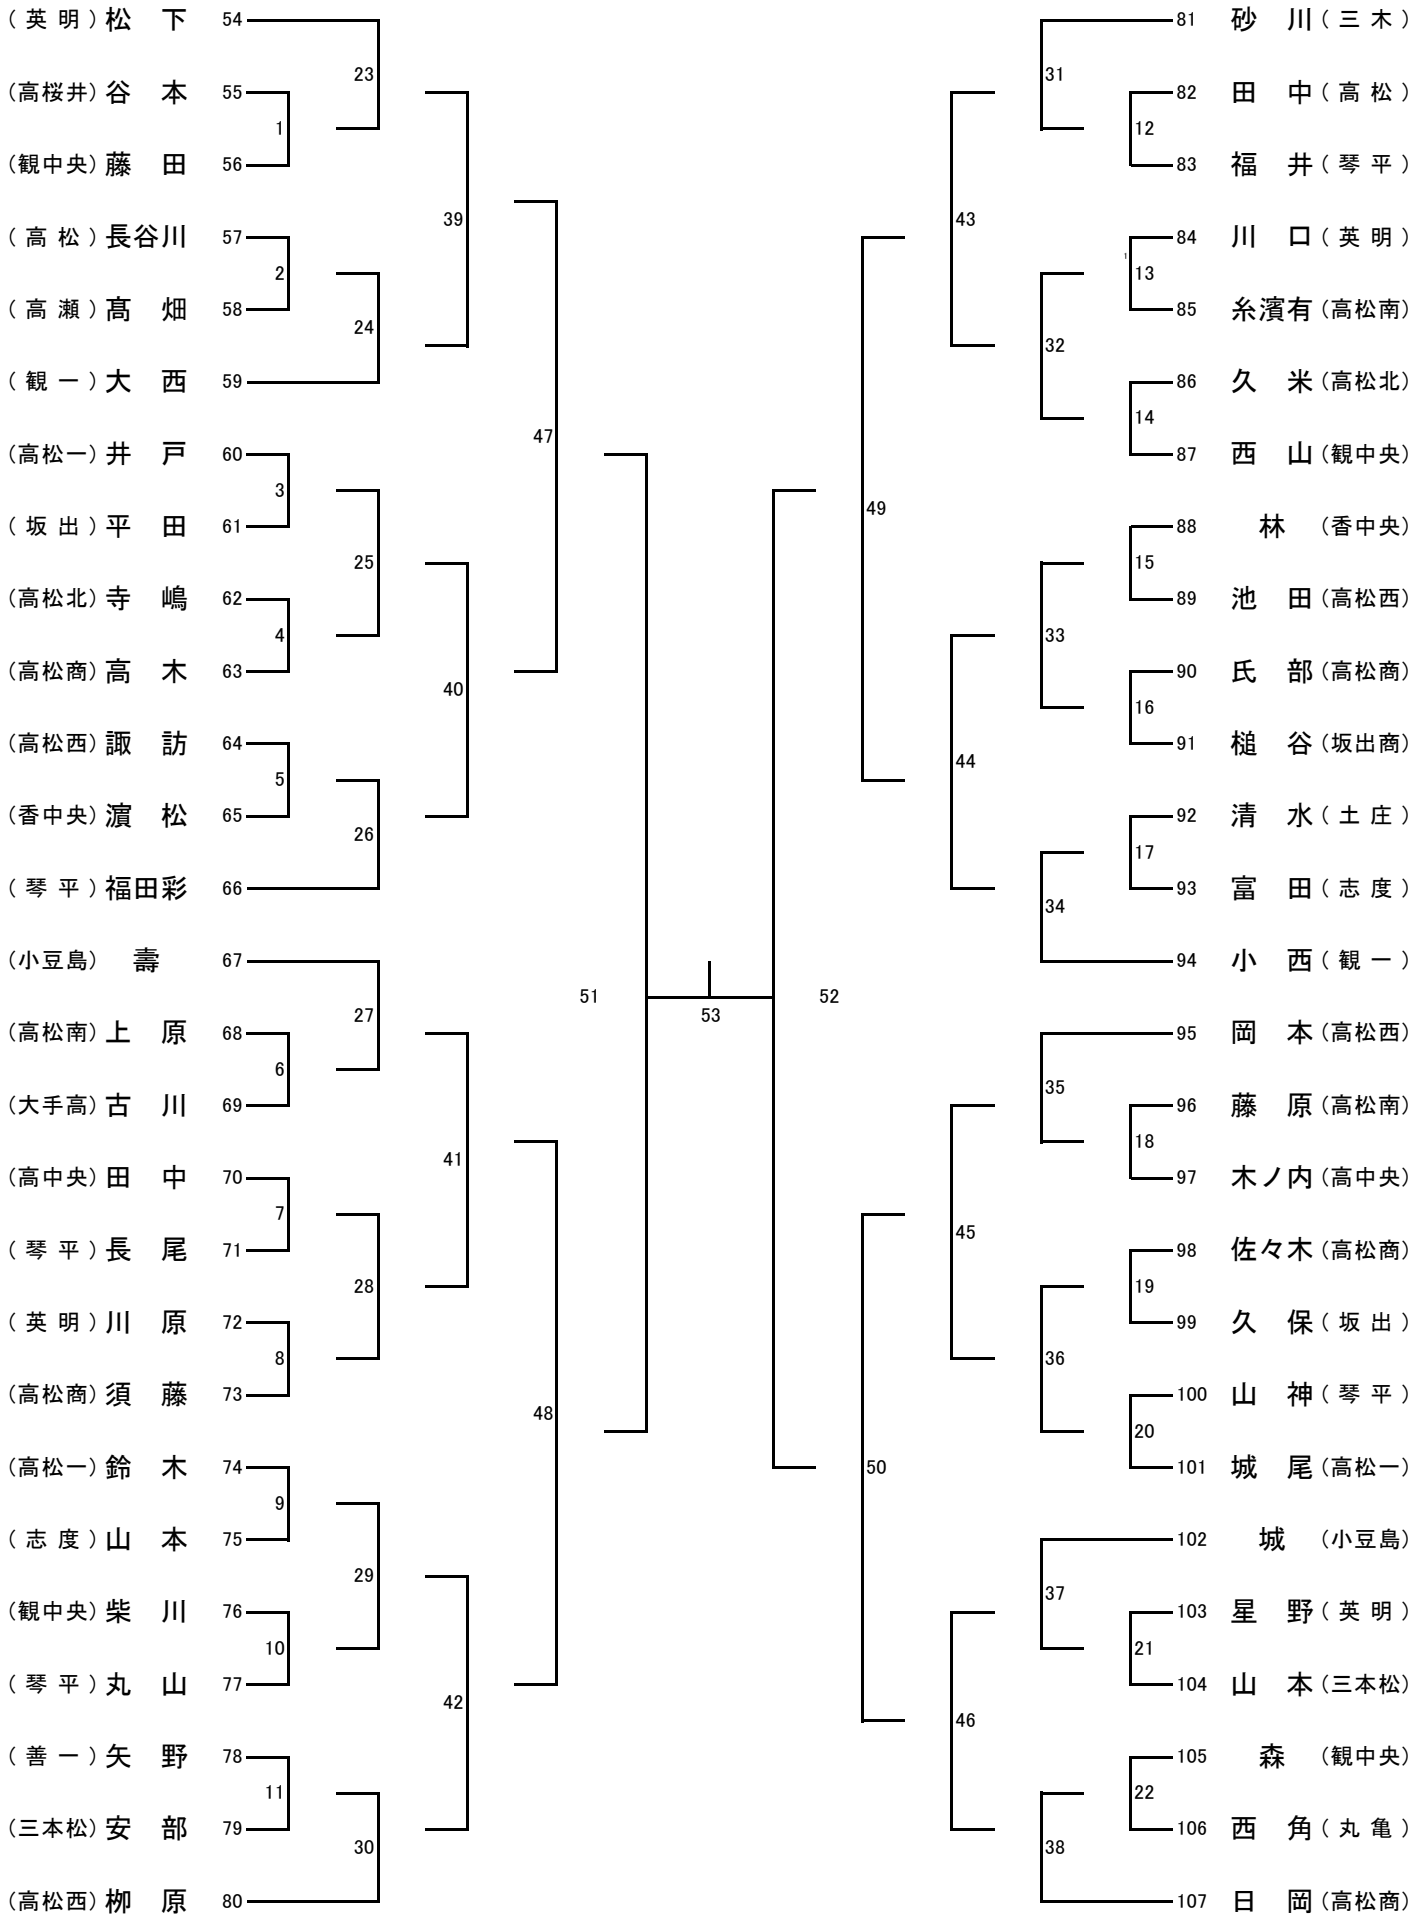 (英明) 松下 54
(高桜井) 谷本 55
(観中央) 藤田 56
(高松) 長谷川 57
(高瀬) 髙畑 58
(観一) 大西 59
(高松一) 井戸 60
(坂出) 平田 61
(高松北) 寺嶋 62
(高松商) 高木 63
(高松西) 諏訪 64
(香中央) 濵松 65
(琴平) 福田彩 66
(小豆島) 壽 67
(高松南) 上原 68
(大手高) 古川 69
(高中央) 田中 70
(琴平) 長尾 71
(英明) 川原 72
(高松商) 須藤 73
(高松一) 鈴木 74
(志度) 山本 75
(観中央) 柴川 76
(琴平) 丸山 77
(善一) 矢野 78
(三本松) 安部 79
(高松西) 栁原 80
1
2
3
4
5
6
7
8
9
10
11
23
24
25
26
27
28
29
30
39
40
41
42
47
48
51
53
52
49
50
43
44
45
46
31
32
33
34
35
36
37
38
12
13
14
15
16
17
18
19
20
21
22
81 砂川 (三木)
82 田中 (高松)
83 福井 (琴平)
84 川口 (英明)
85 糸濱有 (高松南)
86 久米 (高松北)
87 西山 (観中央)
88 林 (香中央)
89 池田 (高松西)
90 氏部 (高松商)
91 槌谷 (坂出商)
92 清水 (土庄)
93 富田 (志度)
94 小西 (観一)
95 岡本 (高松西)
96 藤原 (高松南)
97 木ノ内 (高中央)
98 佐々木 (高松商)
99 久保 (坂出)
100 山神 (琴平)
101 城尾 (高松一)
102 城 (小豆島)
103 星野 (英明)
104 山本 (三本松)
105 森 (観中央)
106 西角 (丸亀)
107 日岡 (高松商)